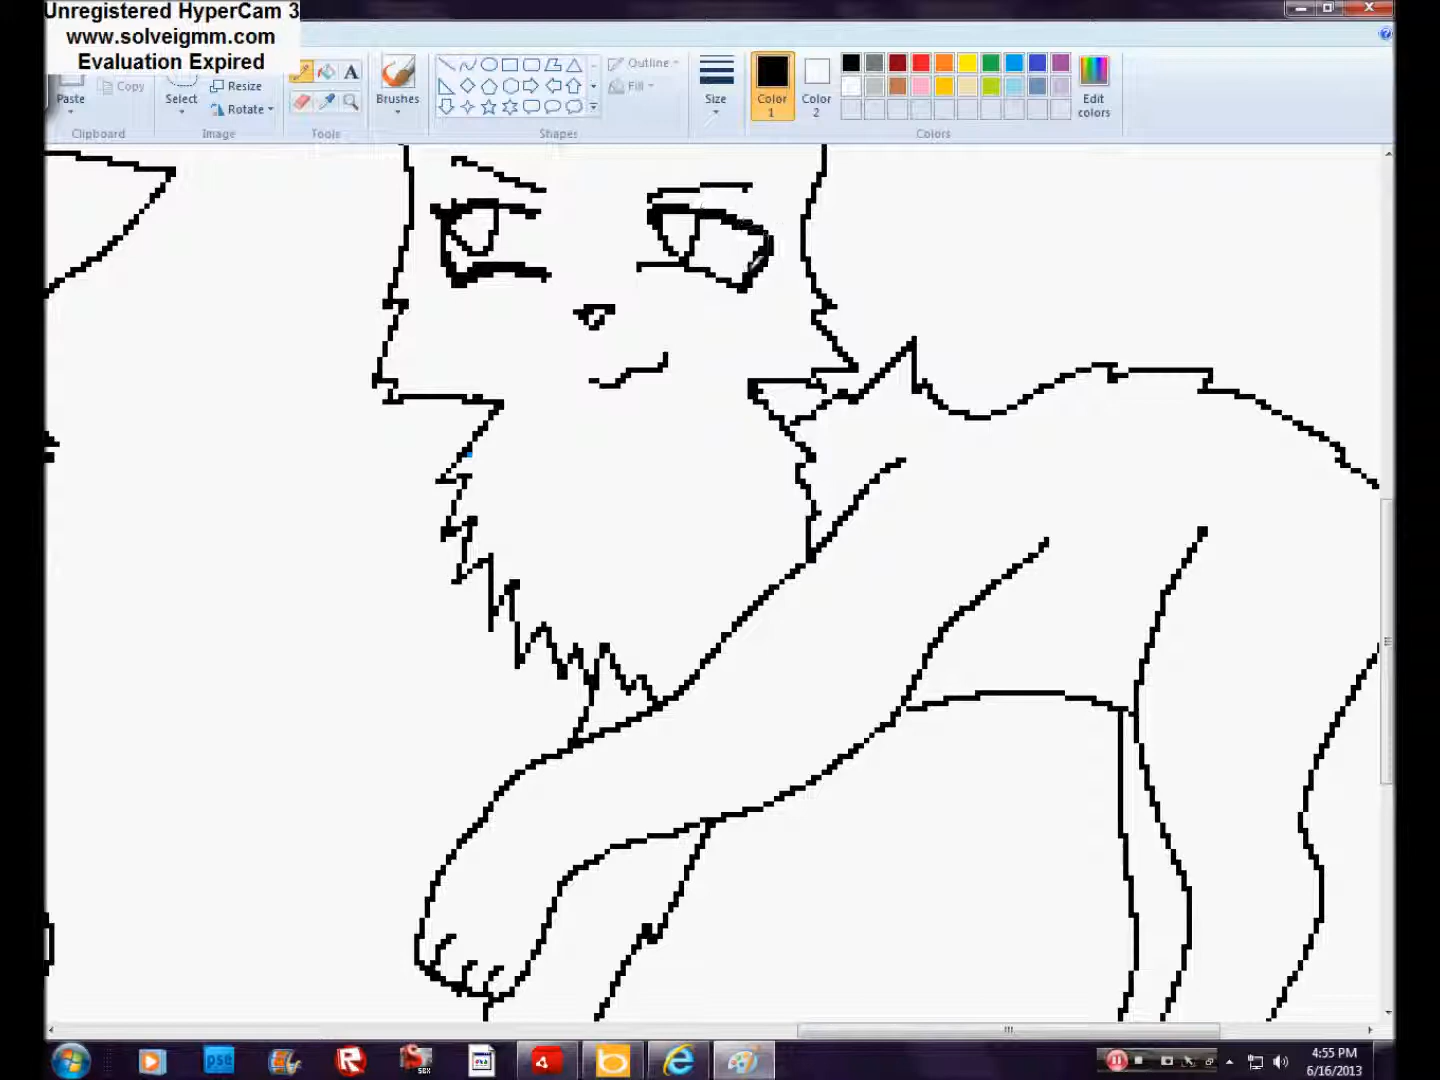 Unregistered HyperCam 3
www.solveigmm.com
Evaluation Expired
Paste
Copy
Clipboard
Select
Resize
Rotate
Image
A
Tools
Brushes
Outline
Fill
Shapes
Size
Color
1
Color
2
Edit
colors
Colors
pse
4:55 PM
6/16/2013